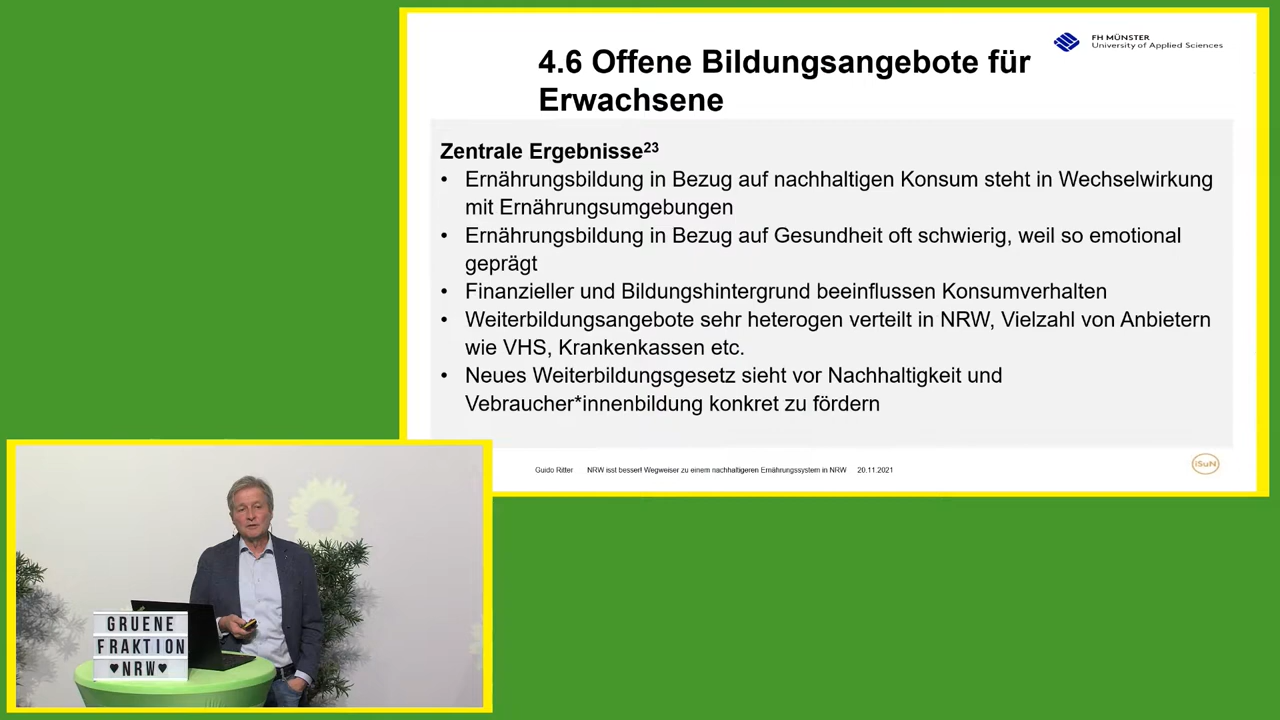 FH MÜNSTER
University of Applied Sciences
4.6 Offene Bildungsangebote für
Erwachsene
Zentrale Ergebnisse²³
• Ernährungsbildung in Bezug auf nachhaltigen Konsum steht in Wechselwirkung
mit Ernährungsumgebungen
• Ernährungsbildung in Bezug auf Gesundheit oft schwierig, weil so emotional
geprägt
• Finanzieller und Bildungshintergrund beeinflussen Konsumverhalten
• Weiterbildungsangebote sehr heterogen verteilt in NRW, Vielzahl von Anbietern
wie VHS, Krankenkassen etc.
• Neues Weiterbildungsgesetz sieht vor Nachhaltigkeit und
Vebraucher*innenbildung konkret zu fördern
Guido Ritter NRW isst besser! Wegweiser zu einem nachhaltigeren Ernährungssystem in NRW 20.11.2021
iSuN
GRUENE
FRAKTION
♥NRW♥